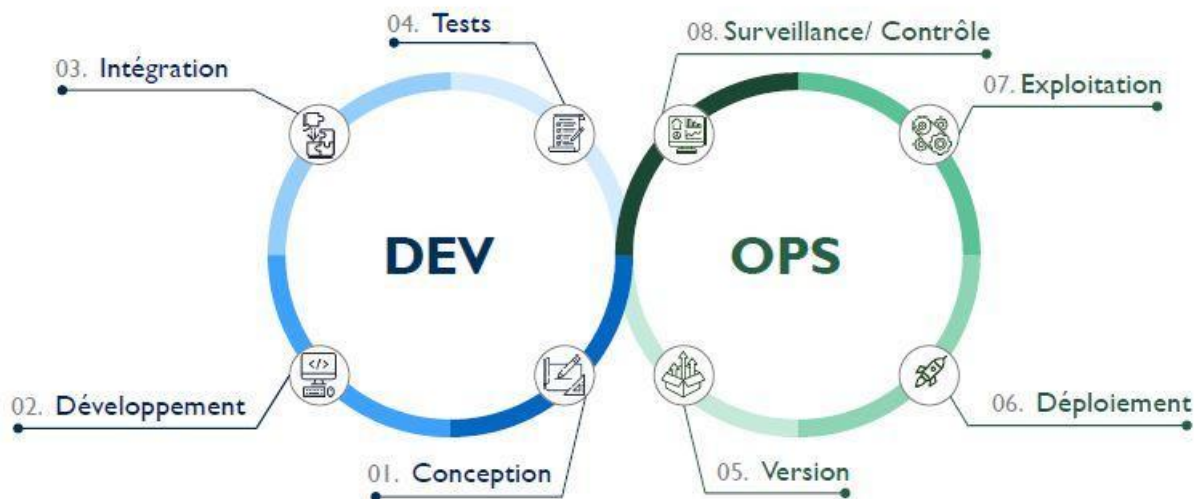 04. Tests
08. Surveillance/ Contrôle
03. Intégration
07. Exploitation
DEV
OPS
</>
02. Développement
06. Déploiement
01. Conception
05. Version